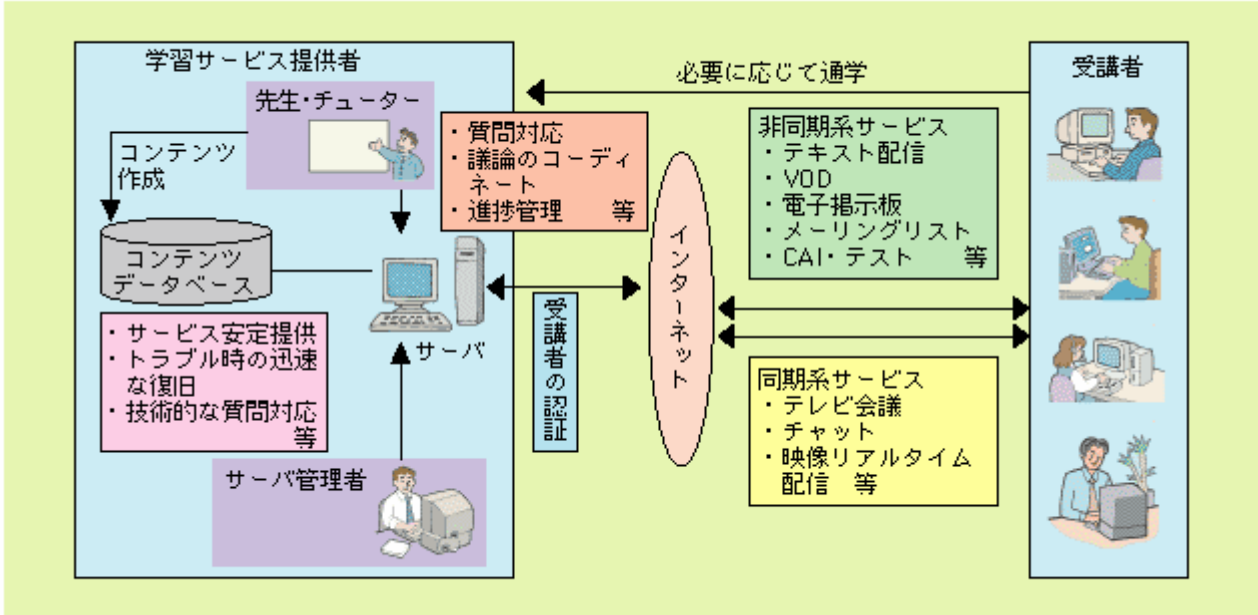 学習サービス提供者
先生・チューター
コンテンツ
作成
コンテンツ
データベース
・サービス安定提供
・トラブル時の迅速
な復旧
・技術的な質問対応
等
サーバ
サーバ管理者
・質問対応
・議論のコーディ
ネート
・進捗管理 等
受講者の認証
インターネット
必要に応じて通学
非同期系サービス
・テキスト配信
・VOD
・電子掲示板
・メーリングリスト
・CAI・テスト 等
同期系サービス
・テレビ会議
・チャット
・映像リアルタイム
配信 等
受講者